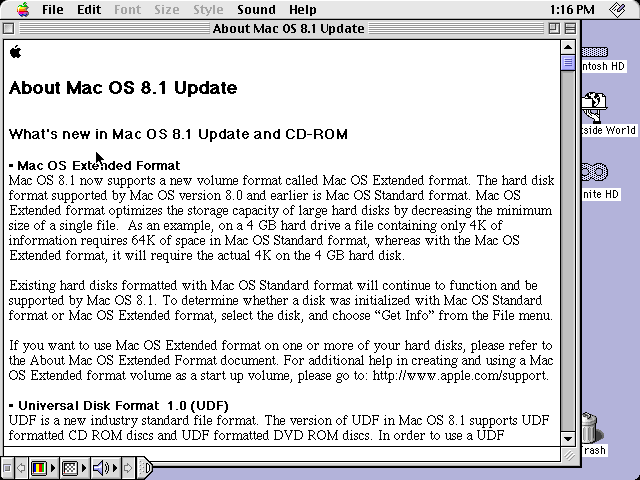 File Edit Font Size Style Sound Help 1:16 PM
About Mac OS 8.1 Update
About Mac OS 8.1 Update
What's new in Mac OS 8.1 Update and CD-ROM
• Mac OS Extended Format
Mac OS 8.1 now supports a new volume format called Mac OS Extended format. The hard disk
format supported by Mac OS version 8.0 and earlier is Mac OS Standard format. Mac OS
Extended format optimizes the storage capacity of large hard disks by decreasing the minimum
size of a single file.  As an example, on a 4 GB hard drive a file containing only 4K of
information requires 64K of space in Mac OS Standard format, whereas with the Mac OS
Extended format, it will require the actual 4K on the 4 GB hard disk.
Existing hard disks formatted with Mac OS Standard format will continue to function and be
supported by Mac OS 8.1. To determine whether a disk was initialized with Mac OS Standard
format or Mac OS Extended format, select the disk, and choose “Get Info” from the File menu.
If you want to use Mac OS Extended format on one or more of your hard disks, please refer to
the About Mac OS Extended Format document. For additional help in creating and using a Mac
OS Extended format volume as a start up volume, please go to: http://www.apple.com/support.
• Universal Disk Format  1.0 (UDF)
UDF is a new industry standard file format. The version of UDF in Mac OS 8.1 supports UDF
formatted CD ROM discs and UDF formatted DVD ROM discs. In order to use a UDF
ntosh HD
tside World
nite HD
rash